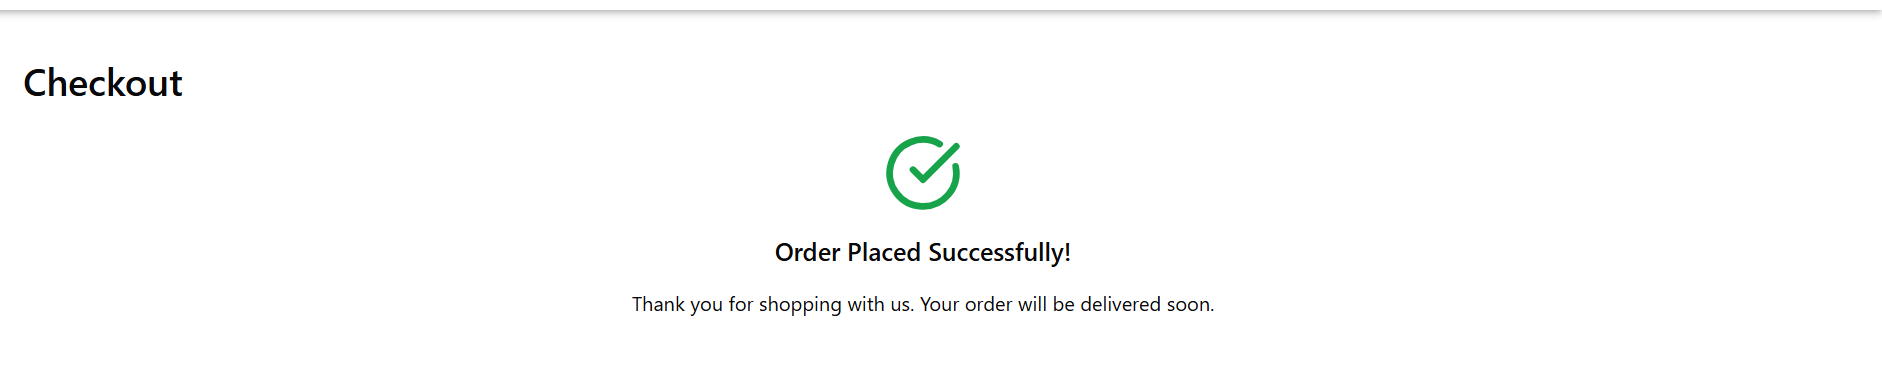 Checkout
Order Placed Successfully!
Thank you for shopping with us. Your order will be delivered soon.